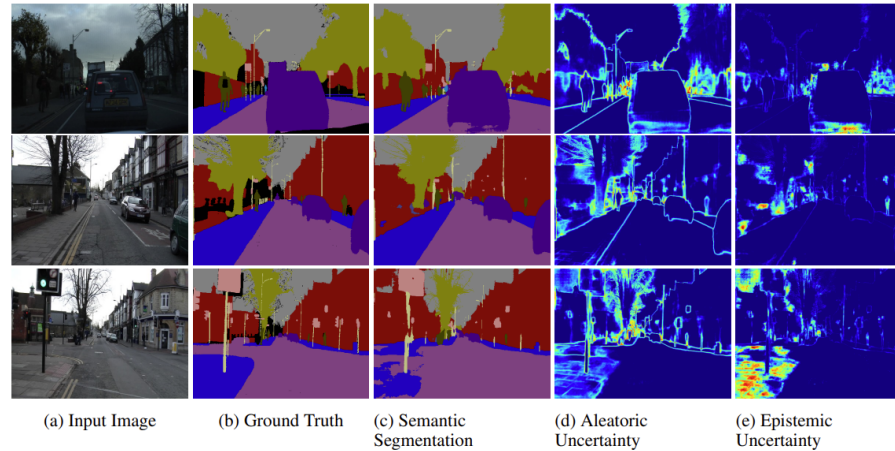 (a) Input Image
(b) Ground Truth
(c) Semantic
Segmentation
(d) Aleatoric
Uncertainty
(e) Epistemic
Uncertainty